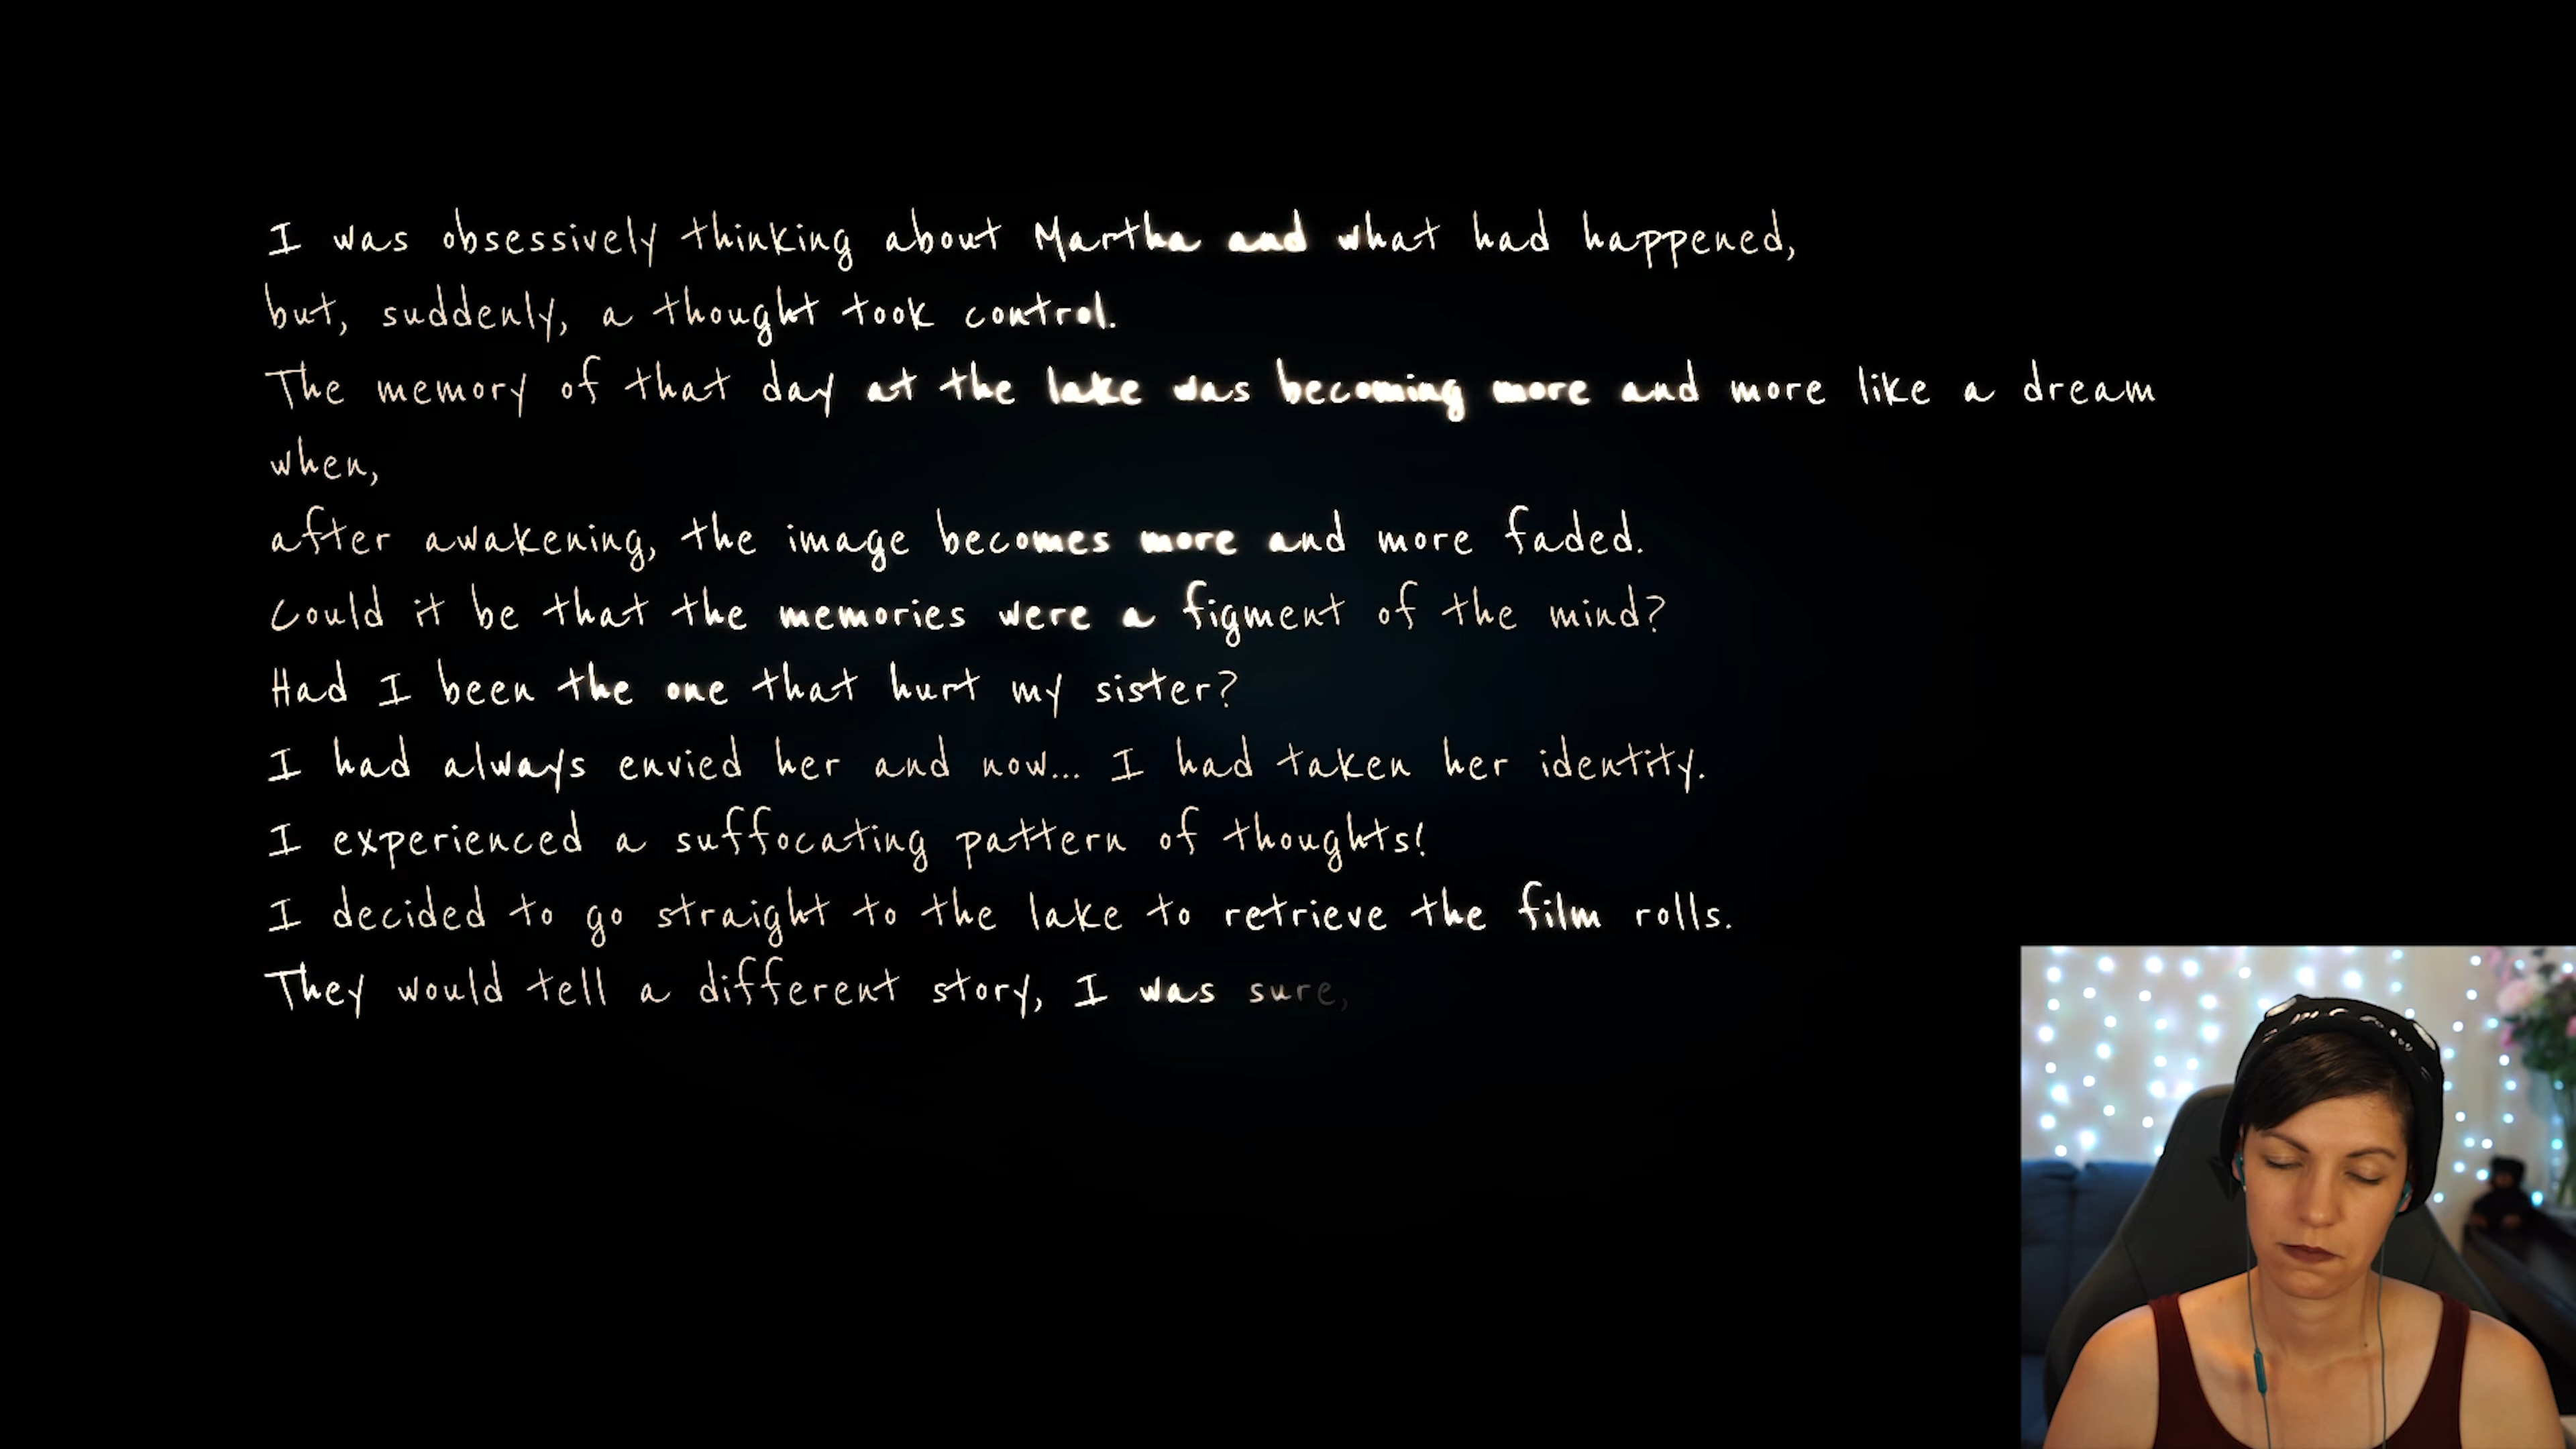 I was obsessively thinking about Martha and what had happened,
but, suddenly, a thought took control.
The memory of that day at the lake was becoming more and more like a dream
when,
after awakening, the image becomes more and more faded.
Could it be that the memories were a figment of the mind?
Had I been the one that hurt my sister?
I had always envied her and now... I had taken her identity.
I experienced a suffocating pattern of thoughts!
I decided to go straight to the lake to retrieve the film rolls.
They would tell a different story, I was sure,